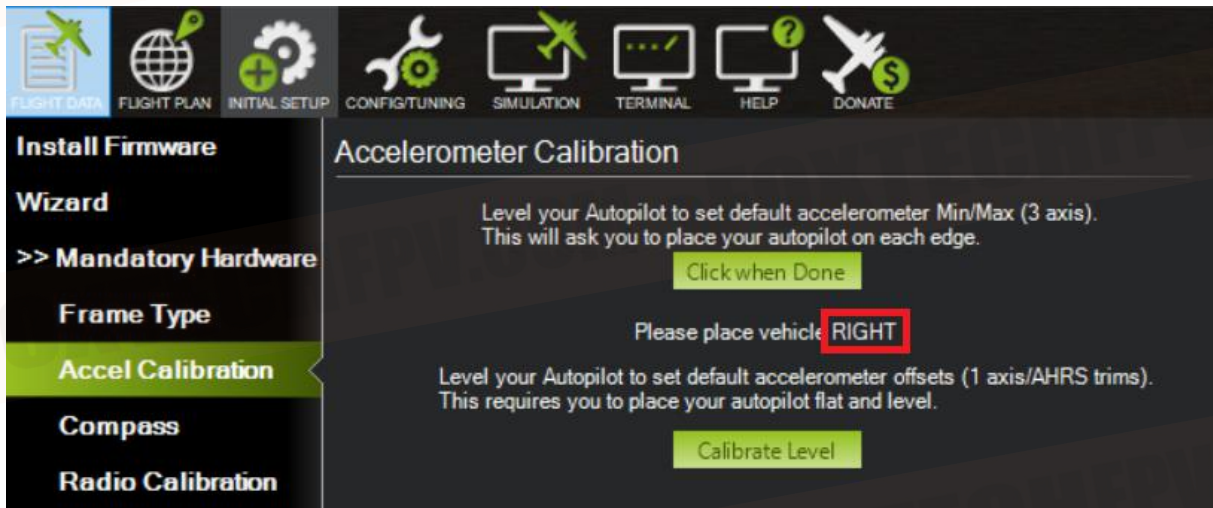 FLIGHT DATA
FLIGHT PLAN
INITIAL SETUP
CONFIG/TUNING
SIMULATION
TERMINAL
HELP
DONATE
Install Firmware
Wizard
>> Mandatory Hardware
Frame Type
Accel Calibration
Compass
Radio Calibration
Accelerometer Calibration
Level your Autopilot to set default accelerometer Min/Max (3 axis).
This will ask you to place your autopilot on each edge.
Click when Done
Please place vehicle RIGHT
Level your Autopilot to set default accelerometer offsets (1 axis/AHRS trims).
This requires you to place your autopilot flat and level.
Calibrate Level